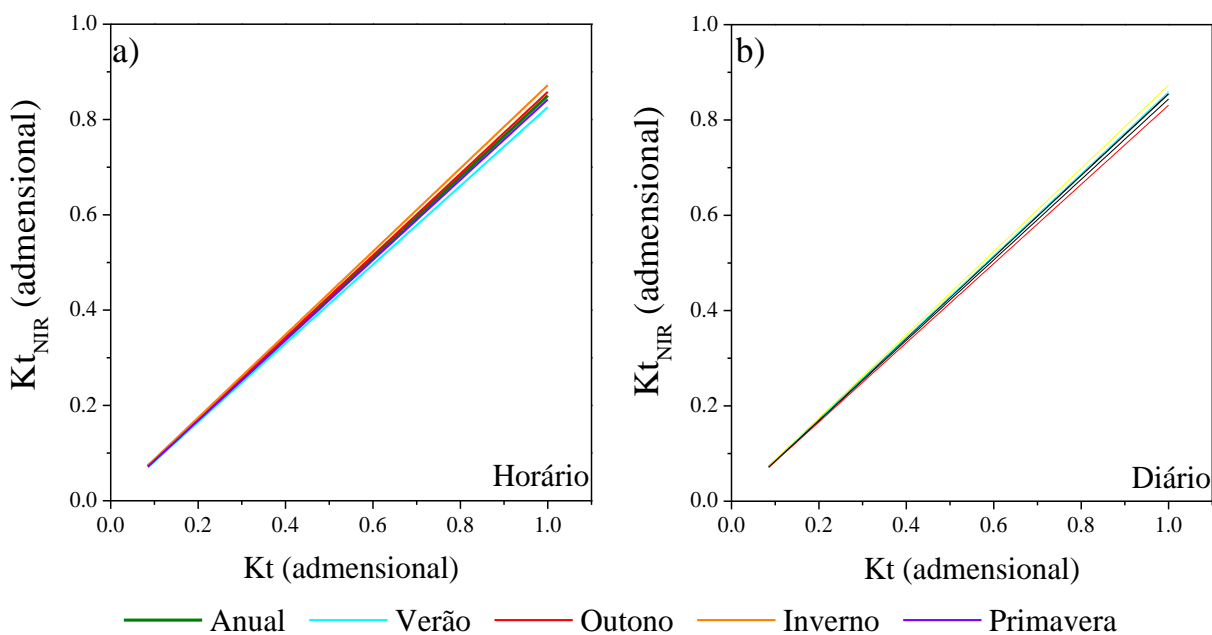 a)
1.0
0.8
0.6
0.4
0.2
0.0
Kt_NIR (admensional)
0.0 0.2 0.4 0.6 0.8 1.0
Kt (admensional)
Horário
b)
1.0
0.8
0.6
0.4
0.2
0.0
Kt_NIR (admensional)
0.0 0.2 0.4 0.6 0.8 1.0
Kt (admensional)
Diário
Anual Verão Outono Inverno Primavera